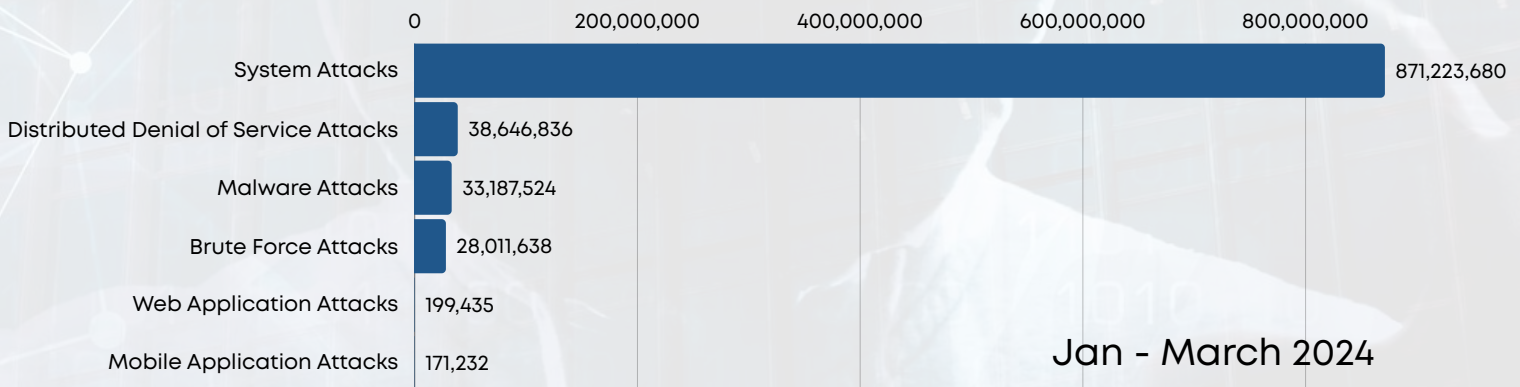 0 200,000,000 400,000,000 600,000,000 800,000,000
System Attacks 871,223,680
Distributed Denial of Service Attacks 38,646,836
Malware Attacks 33,187,524
Brute Force Attacks 28,011,638
Web Application Attacks 199,435
Mobile Application Attacks 171,232
Jan - March 2024
1010